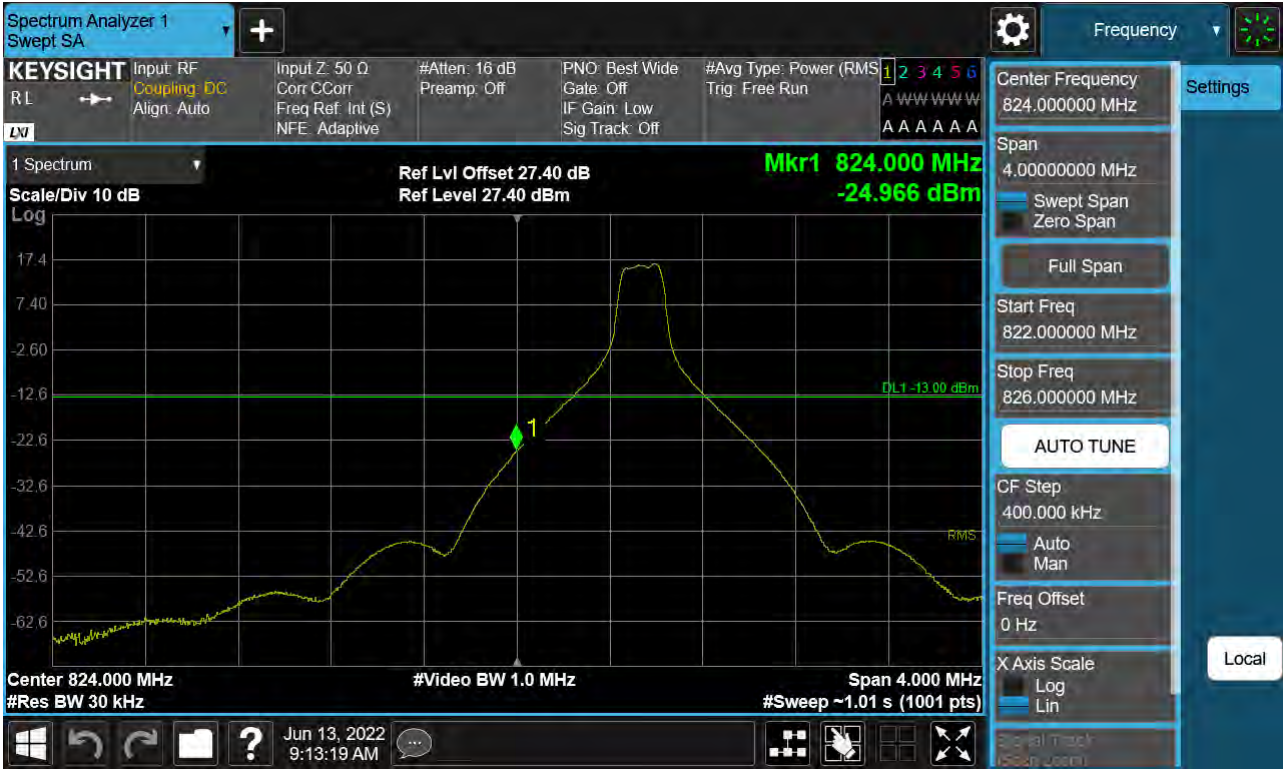 Spectrum Analyzer 1
Swept SA
+
Frequency
KEYSIGHT
R L
LXI
Input: RF
Coupling: DC
Align: Auto
Input Z: 50 Ω
Corr CCorr
Freq Ref: Int (S)
NFE: Adaptive
#Atten: 16 dB
Preamp: Off
PNO: Best Wide
Gate: Off
IF Gain: Low
Sig Track: Off
#Avg Type: Power (RMS
Trig: Free Run
1 2 3 4 5 6
A W W W W W
A A A A A A
1 Spectrum
Scale/Div 10 dB
Ref Lvl Offset 27.40 dB
Ref Level 27.40 dBm
Mkr1 824.000 MHz
-24.966 dBm
Log
17.4
7.40
-2.60
-12.6
-22.6
-32.6
-42.6
-52.6
-62.6
DL1 -13.00 dBm
1
RMS
Center 824.000 MHz
#Video BW 1.0 MHz
Span 4.000 MHz
#Res BW 30 kHz
#Sweep ~1.01 s (1001 pts)
Center Frequency
824.000000 MHz
Settings
Span
4.00000000 MHz
Swept Span
Zero Span
Full Span
Start Freq
822.000000 MHz
Stop Freq
826.000000 MHz
AUTO TUNE
CF Step
400.000 kHz
Auto
Man
Freq Offset
0 Hz
X Axis Scale
Log
Lin
Signal Track
(Span Zoom)
Local
?
Jun 13, 2022
9:13:19 AM